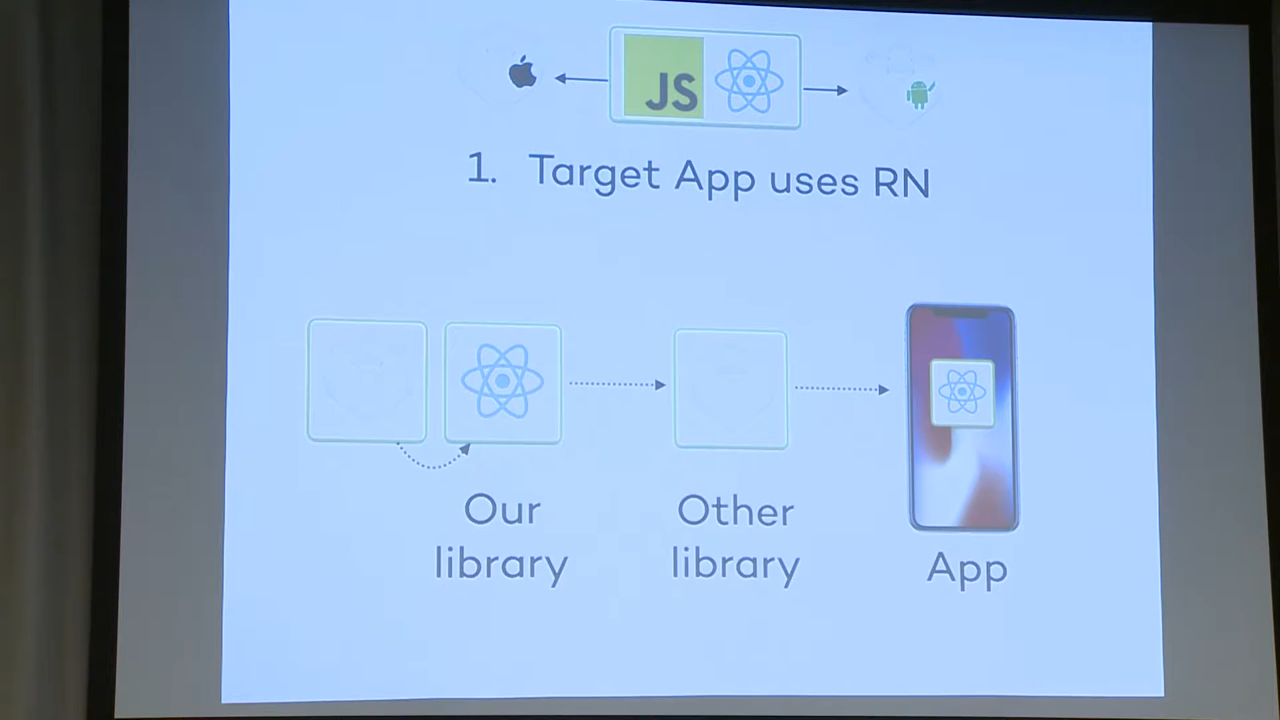 JS
1. Target App uses RN
Our
library
Other
library
App